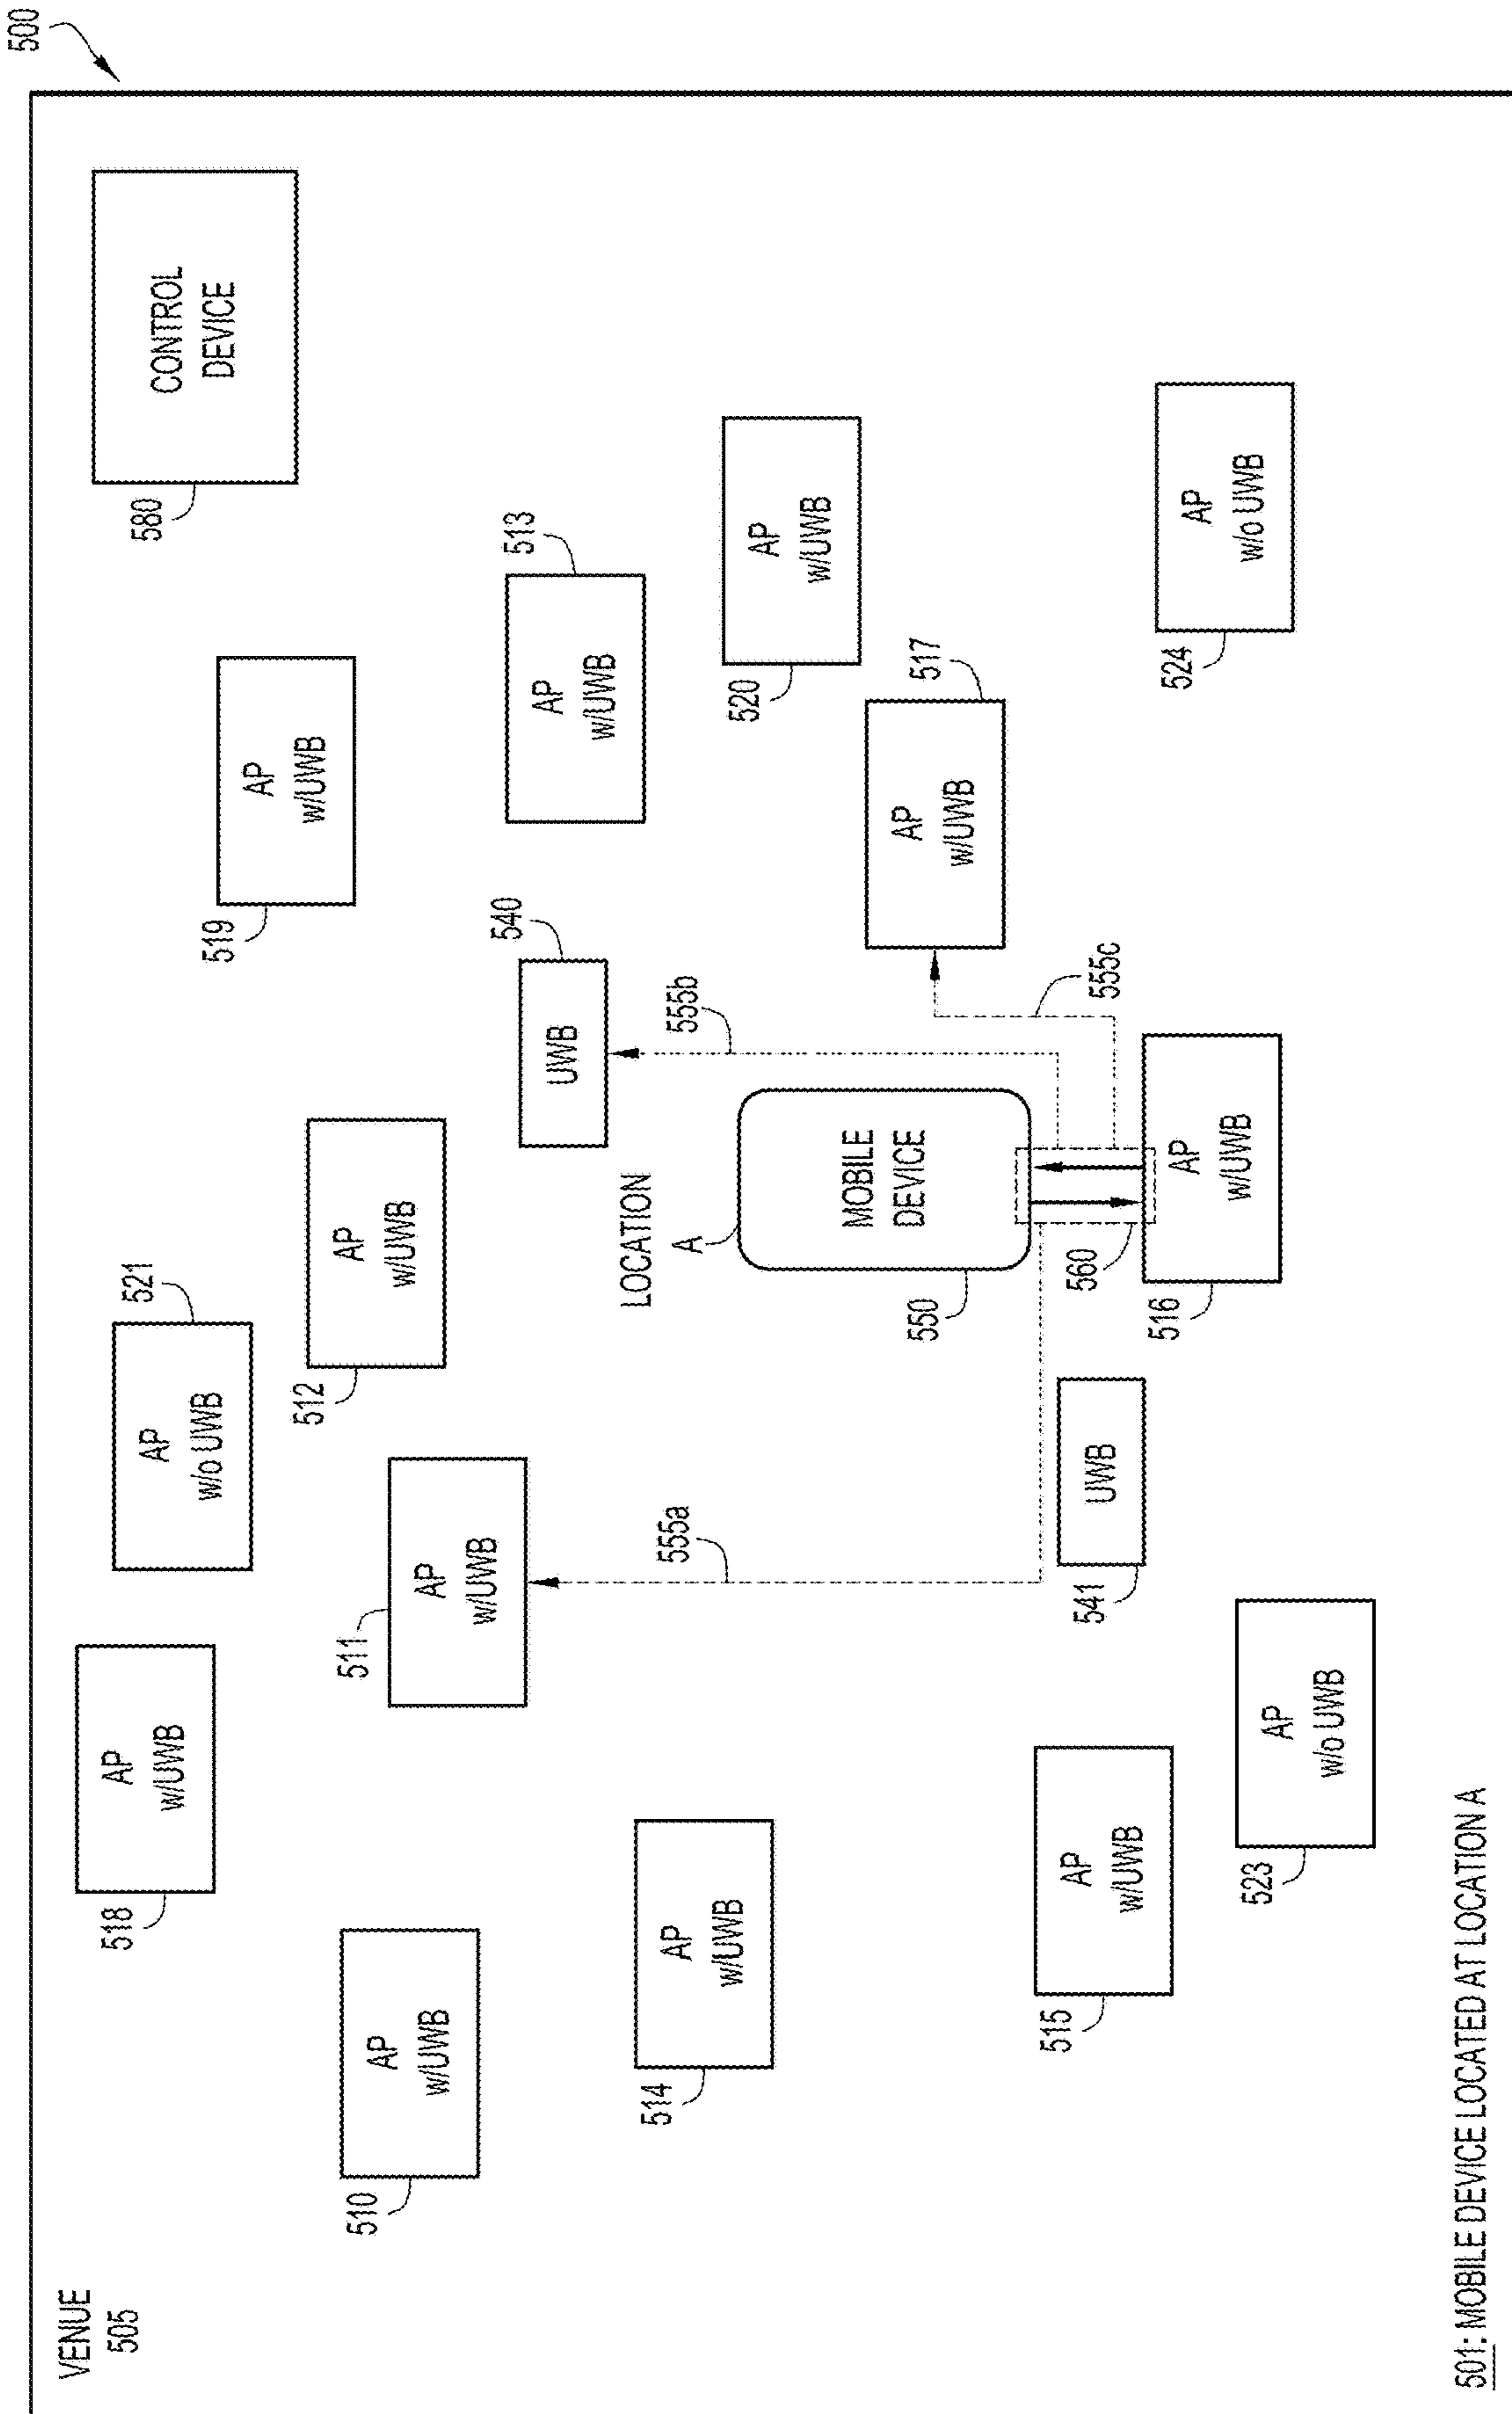 500
VENUE
505
CONTROL
DEVICE
580
AP
w/UWB
518
AP
w/o UWB
521
AP
w/UWB
519
AP
w/UWB
510
AP
w/UWB
511
AP
w/UWB
512
UWB
540
AP
w/UWB
513
AP
w/UWB
514
555a
LOCATION
A
555b
MOBILE
DEVICE
550
AP
w/UWB
520
AP
w/UWB
517
AP
w/UWB
515
UWB
541
560
555c
AP
w/UWB
516
AP
w/o UWB
523
AP
w/o UWB
524
501: MOBILE DEVICE LOCATED AT LOCATION A